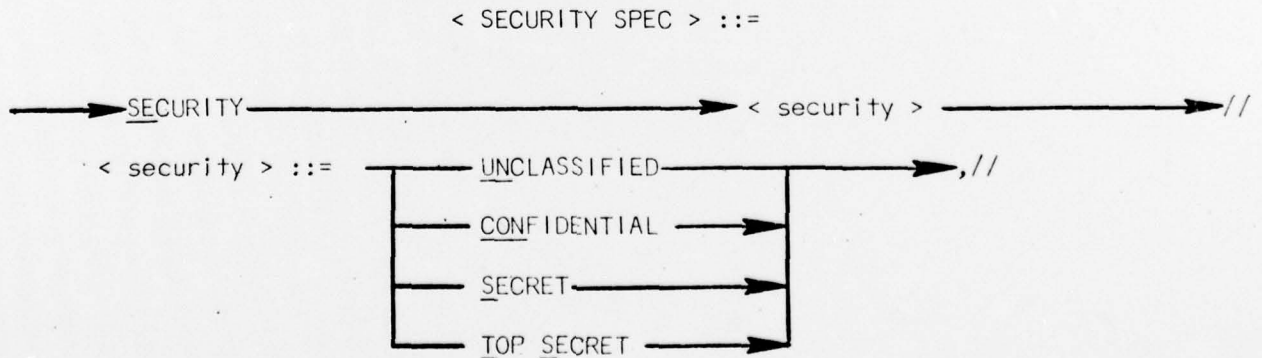 < SECURITY SPEC > ::=
SECURITY < security > //
< security > ::= UNCLASSIFIED ,//
CONFIDENTIAL
SECRET
TOP SECRET